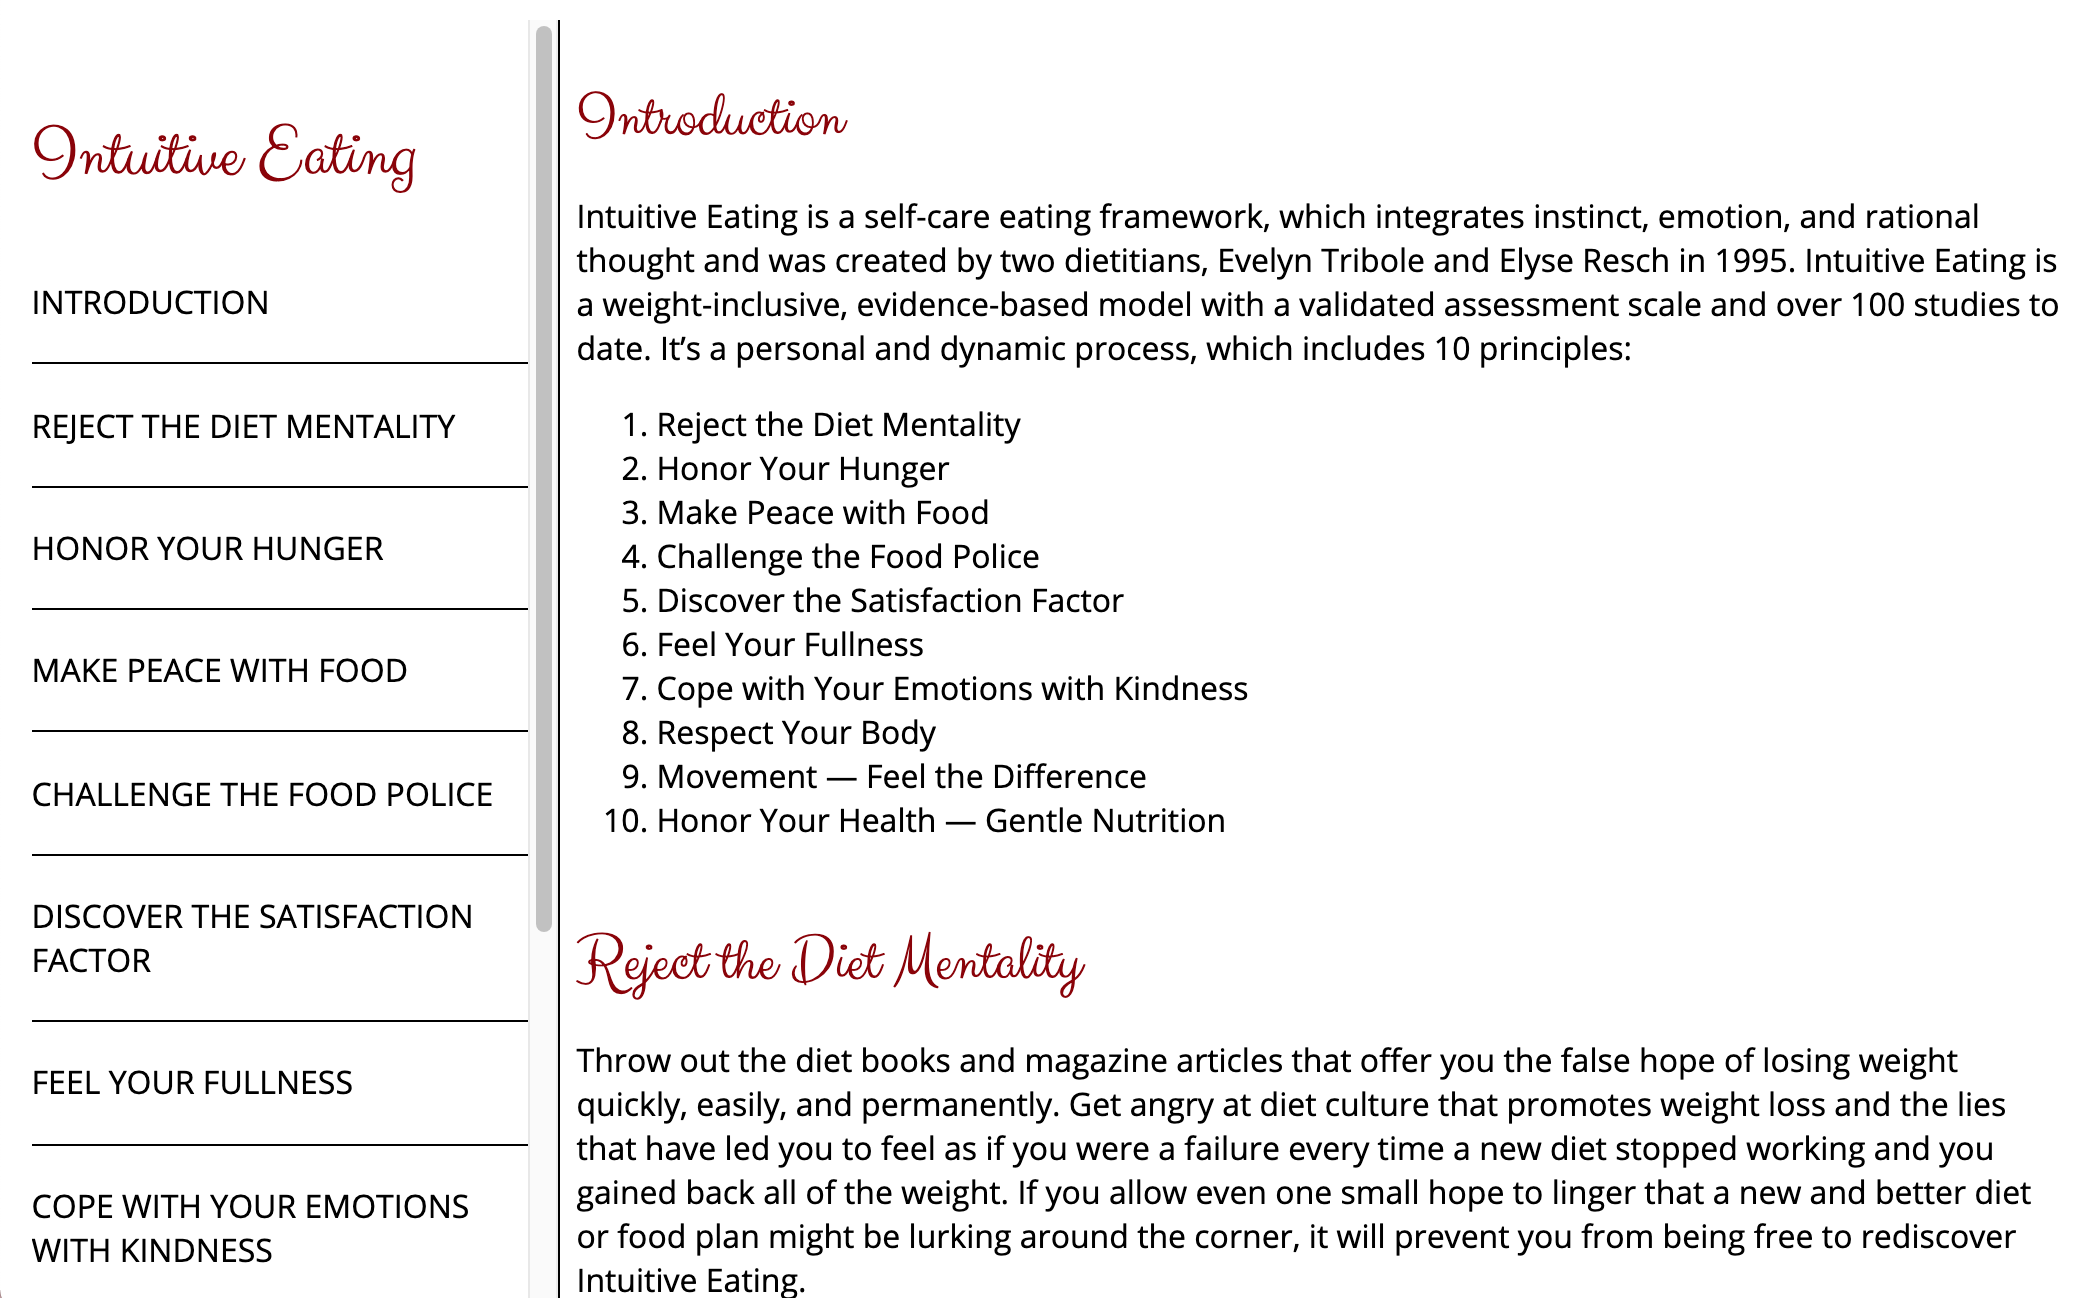 Intuitive Eating
INTRODUCTION
REJECT THE DIET MENTALITY
HONOR YOUR HUNGER
MAKE PEACE WITH FOOD
CHALLENGE THE FOOD POLICE
DISCOVER THE SATISFACTION
FACTOR
FEEL YOUR FULLNESS
COPE WITH YOUR EMOTIONS
WITH KINDNESS
Introduction
Intuitive Eating is a self-care eating framework, which integrates instinct, emotion, and rational
thought and was created by two dietitians, Evelyn Tribole and Elyse Resch in 1995. Intuitive Eating is
a weight-inclusive, evidence-based model with a validated assessment scale and over 100 studies to
date. It’s a personal and dynamic process, which includes 10 principles:
1. Reject the Diet Mentality
2. Honor Your Hunger
3. Make Peace with Food
4. Challenge the Food Police
5. Discover the Satisfaction Factor
6. Feel Your Fullness
7. Cope with Your Emotions with Kindness
8. Respect Your Body
9. Movement — Feel the Difference
10. Honor Your Health — Gentle Nutrition
Reject the Diet Mentality
Throw out the diet books and magazine articles that offer you the false hope of losing weight
quickly, easily, and permanently. Get angry at diet culture that promotes weight loss and the lies
that have led you to feel as if you were a failure every time a new diet stopped working and you
gained back all of the weight. If you allow even one small hope to linger that a new and better diet
or food plan might be lurking around the corner, it will prevent you from being free to rediscover
Intuitive Eating.